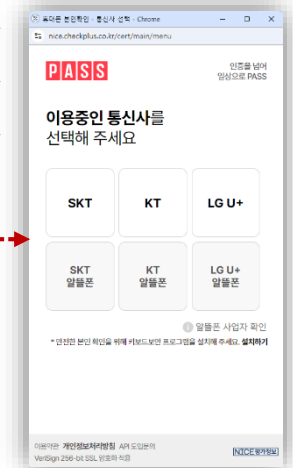 휴대폰 본인확인 - 통신사 선택 - Chrome
nice.checkplus.co.kr/cert/main/menu
PASS
인증을 넘어
일상으로 PASS
이용중인 통신사를
선택해 주세요
SKT
KT
LG U+
SKT
알뜰폰
KT
알뜰폰
LG U+
알뜰폰
알뜰폰 사업자 확인
* 안전한 본인 확인을 위해 키보드보안 프로그램을 설치해 주세요. 설치하기
이용약관 개인정보처리방침 API 도입문의
VeriSign 256-bit SSL 암호화 적용
NICE평가정보